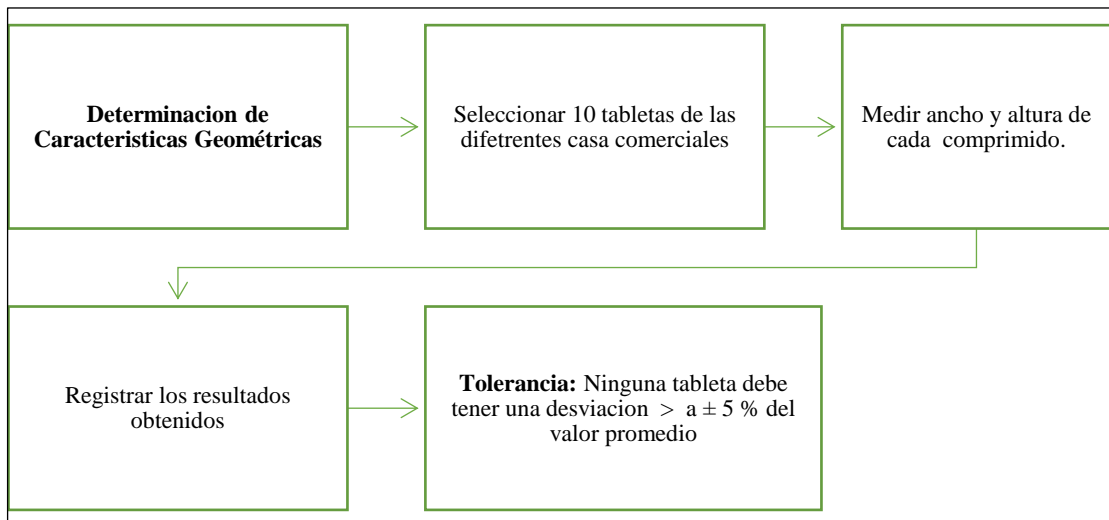 Determinacion de
Caracteristicas Geométricas
Seleccionar 10 tabletas de las
difetrentes casa comerciales
Medir ancho y altura de
cada  comprimido.
Registrar los resultados
obtenidos
Tolerancia: Ninguna tableta debe
tener una desviacion  >  a ± 5 % del
valor promedio